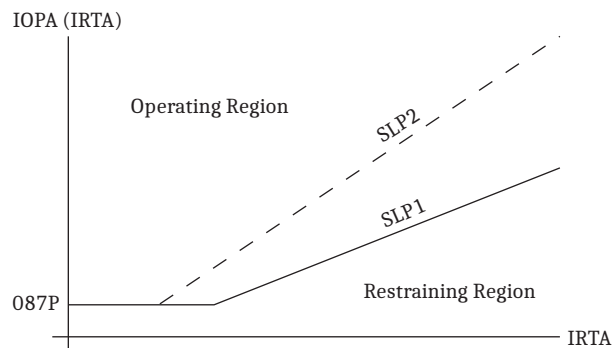 IOPA (IRTA)
Operating Region
SLP2
SLP1
087P
Restraining Region
IRTA